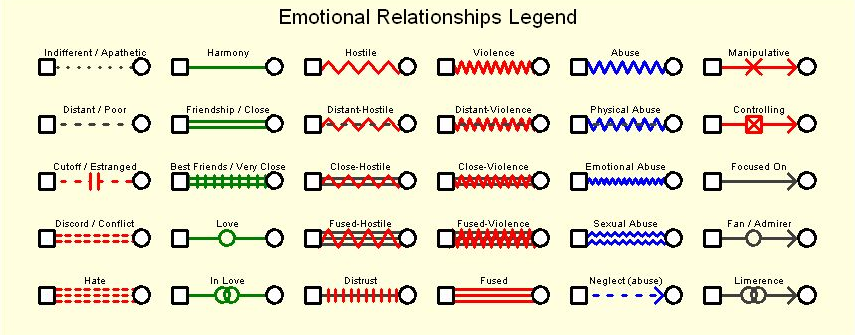 Emotional Relationships Legend
Indifferent / Apathetic
Harmony
Hostile
Violence
Abuse
Manipulative
Distant / Poor
Friendship / Close
Distant-Hostile
Distant-Violence
Physical Abuse
Controlling
Cutoff / Estranged
Best Friends / Very Close
Close-Hostile
Close-Violence
Emotional Abuse
Focused On
Discord / Conflict
Love
Fused-Hostile
Fused-Violence
Sexual Abuse
Fan / Admirer
Hate
In Love
Distrust
Fused
Neglect (abuse)
Limerence